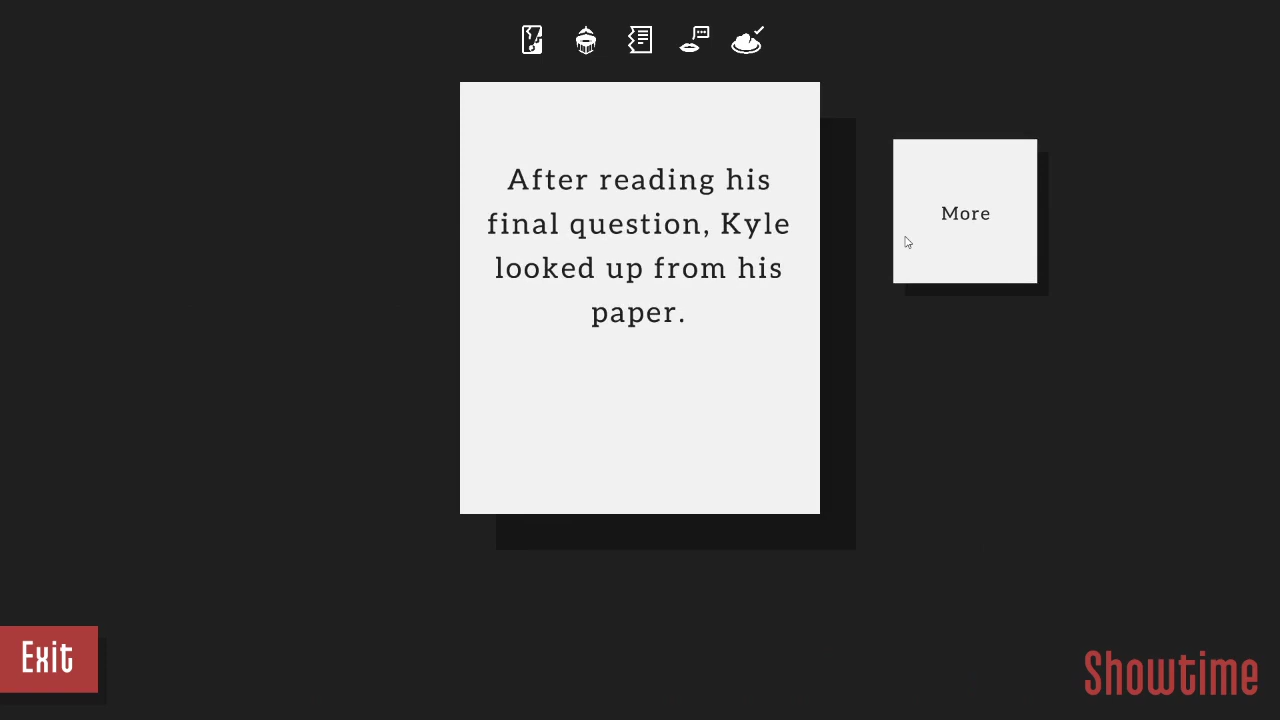 After reading his
final question, Kyle
looked up from his
paper.
More
Exit
Showtime